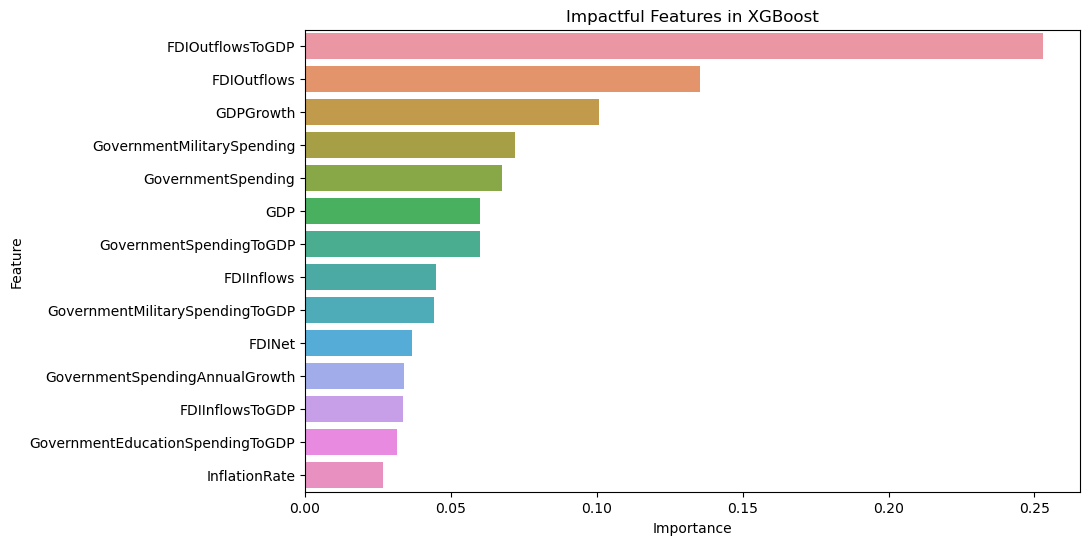 Impactful Features in XGBoost
Feature
FDIOutflowsToGDP
FDIOutflows
GDPGrowth
GovernmentMilitarySpending
GovernmentSpending
GDP
GovernmentSpendingToGDP
FDIInflows
GovernmentMilitarySpendingToGDP
FDINet
GovernmentSpendingAnnualGrowth
FDIInflowsToGDP
GovernmentEducationSpendingToGDP
InflationRate
0.00 0.05 0.10 0.15 0.20 0.25
Importance